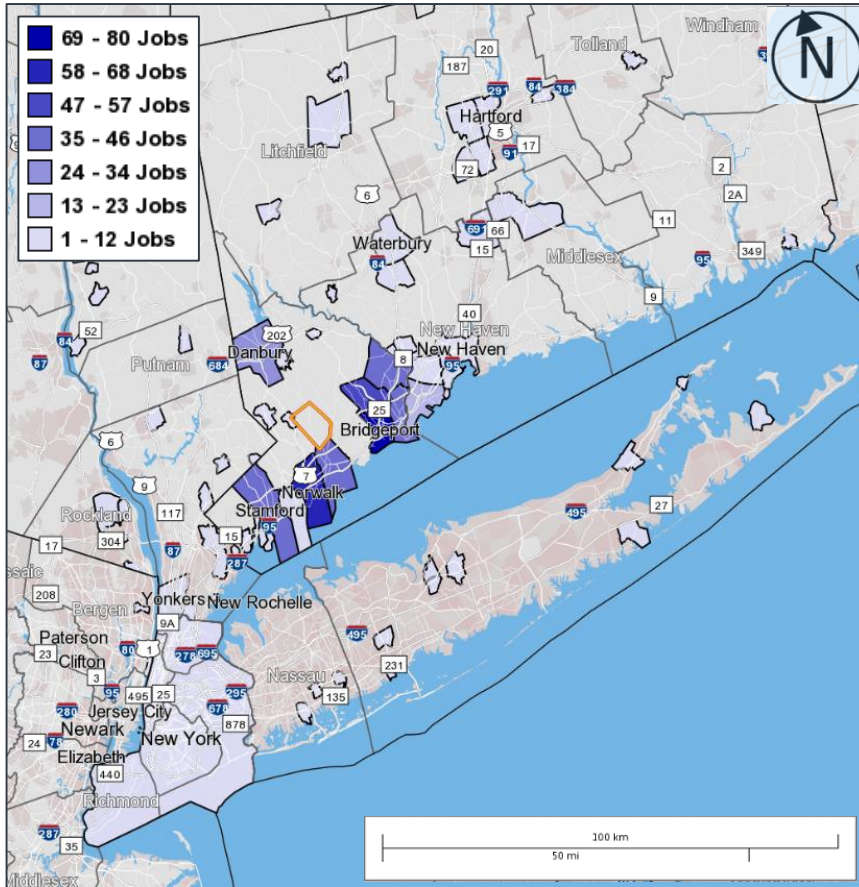 69 - 80 Jobs
58 - 68 Jobs
47 - 57 Jobs
35 - 46 Jobs
24 - 34 Jobs
13 - 23 Jobs
1 - 12 Jobs
N
Windham
Tolland
20
187
291
84
384
Hartford
5
17
91
Litchfield
72
2
2A
6
11
691
66
15
349
Waterbury
84
Middlesex
95
9
40
New Haven
New Haven
95
8
202
Danbury
52
84
87
Putnam
684
25
Bridgeport
6
7
Norwalk
9
Stamford
95
117
Rockland
304
15
87
287
495
27
17
Bergen
Yonkers
New Rochelle
208
9A
Paterson
80
1
278
695
495
23
Clifton
3
95
495
25
295
Nassau
231
135
280
Jersey City
678
878
Newark
New York
24
78
Elizabeth
440
Richmond
287
35
Middlesex
100 km
50 mi